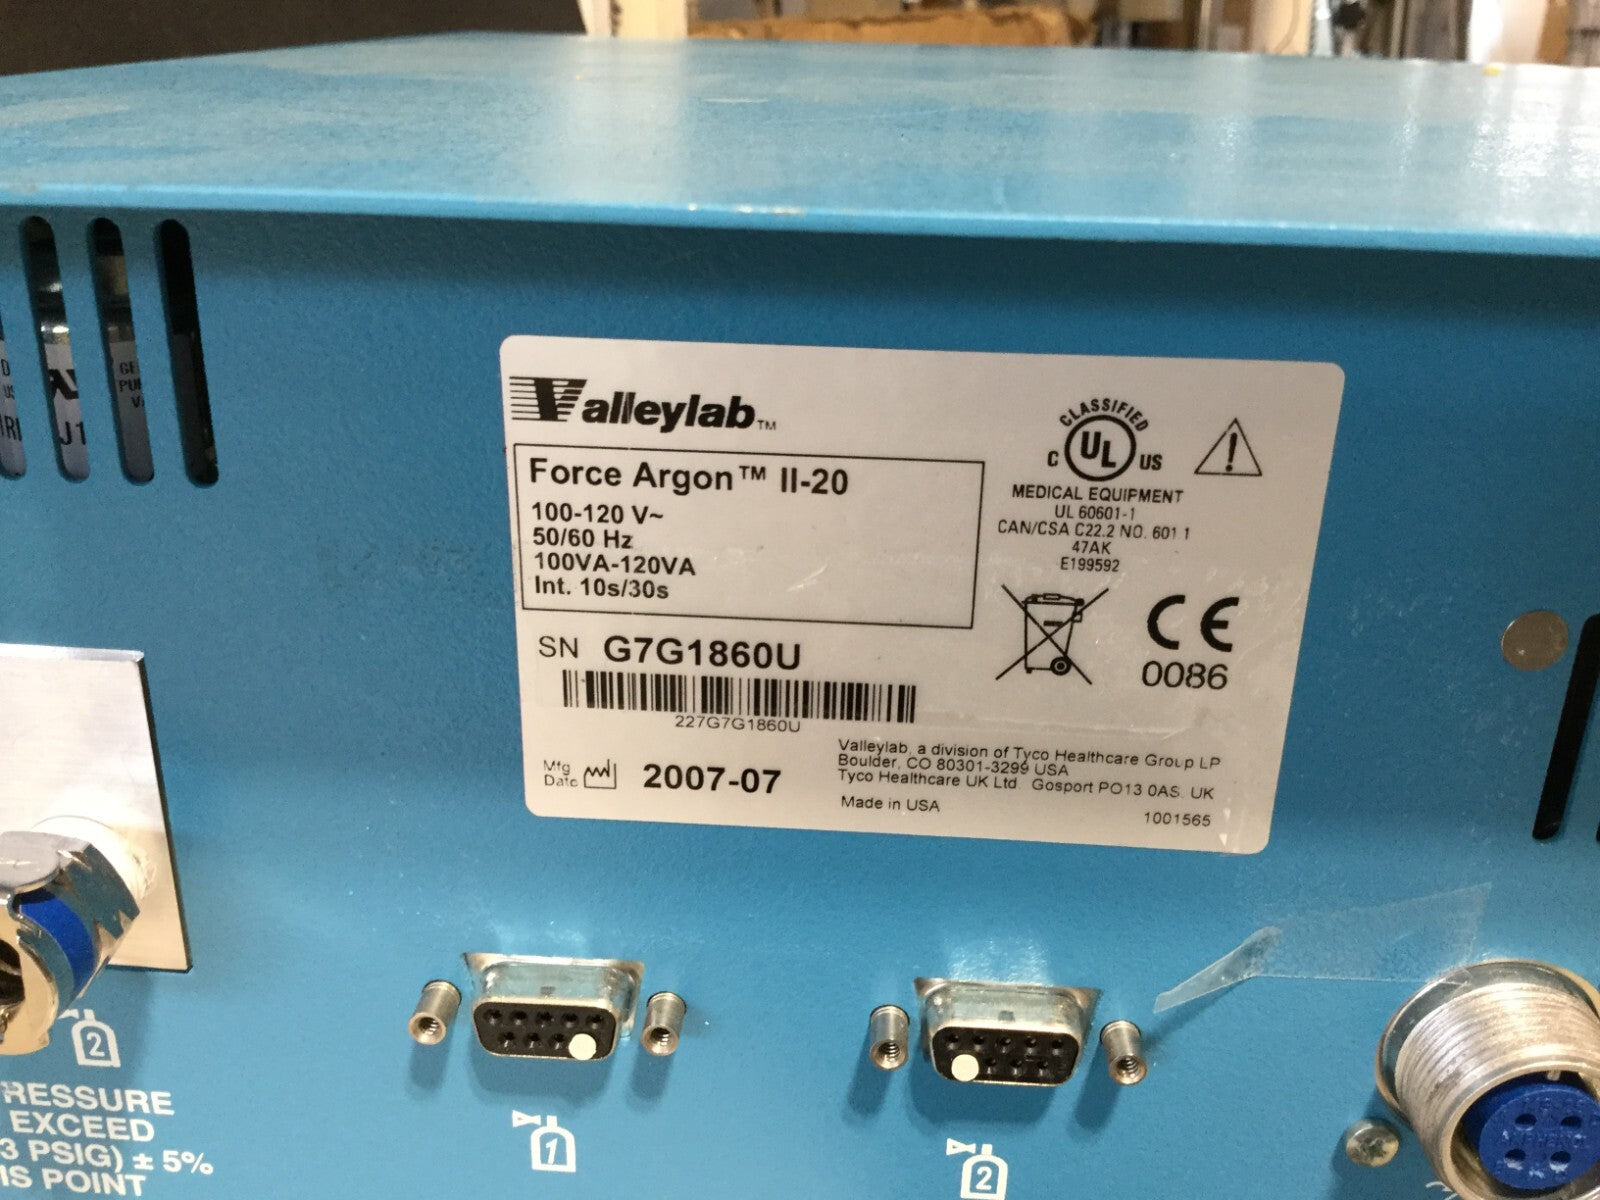 Valleylab™
Force Argon™ II-20
100-120 V~
50/60 Hz
100VA-120VA
Int. 10s/30s
SN G7G1860U
227G7G1860U
Mfg
Date
2007-07
CLASSIFIED
C UL US
MEDICAL EQUIPMENT
UL 60601-1
CAN/CSA C22.2 NO. 601 1
47AK
E199592
CE
0086
Valleylab, a division of Tyco Healthcare Group LP
Boulder, CO 80301-3299 USA
Tyco Healthcare UK Ltd. Gosport PO13 0AS. UK
Made in USA
1001565
J1
2
RESSURE
EXCEED
3 PSIG) ± 5%
IS POINT
1
2